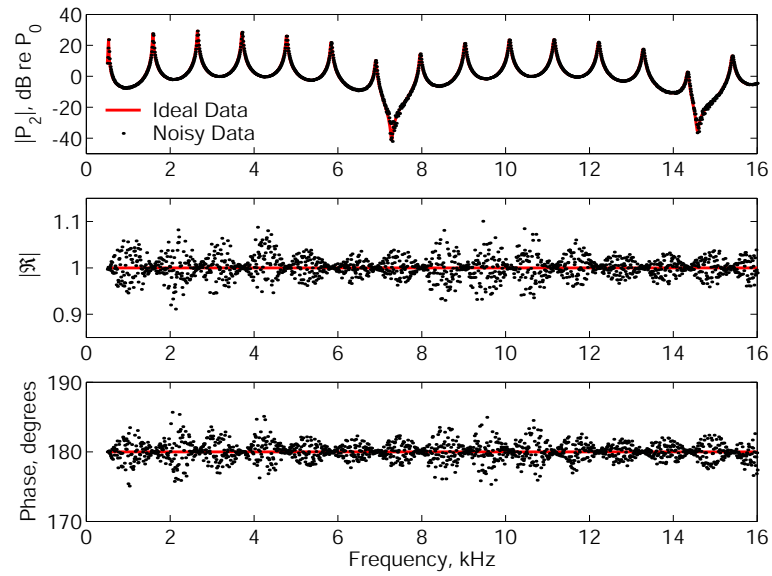 |P₂|, dB re P₀
40
20
0
-20
-40
Ideal Data
Noisy Data
0 2 4 6 8 10 12 14 16
|ℜ|
1.1
1
0.9
0 2 4 6 8 10 12 14 16
Phase, degrees
190
180
170
0 2 4 6 8 10 12 14 16
Frequency, kHz